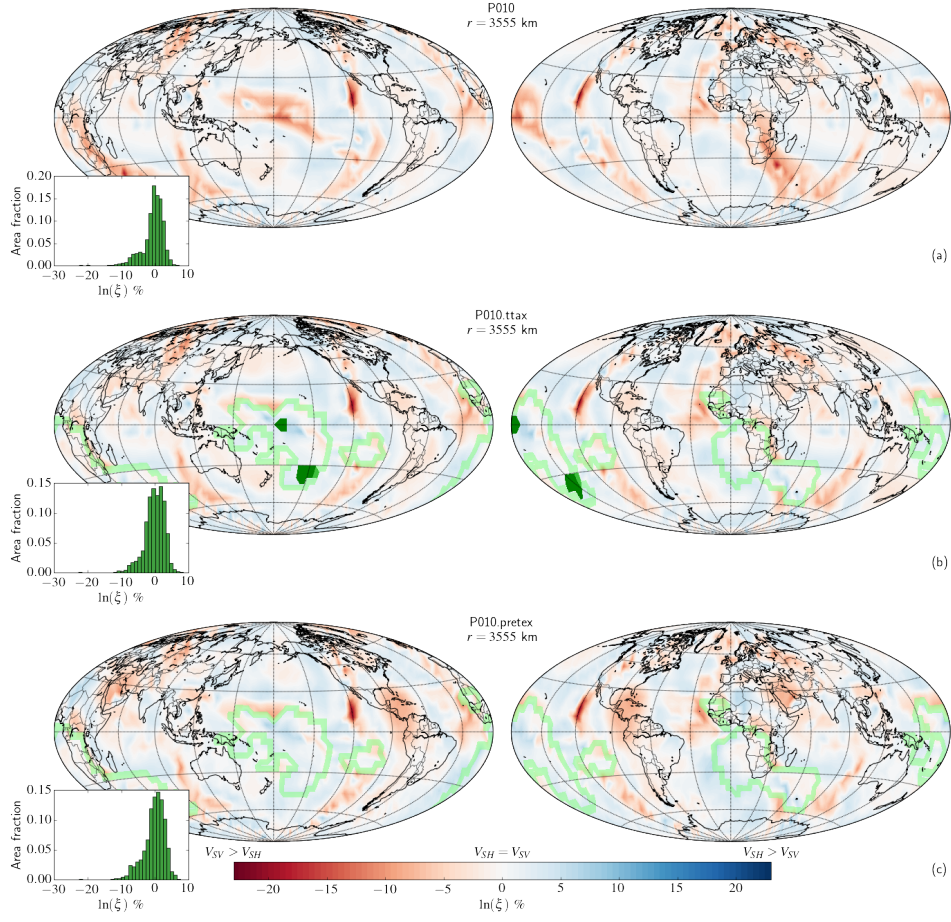 P010
r = 3555 km
0.20
0.15
0.10
0.05
0.00
Area fraction
−30 −20 −10 0 10
ln(ξ) %
(a)
P010.ttax
r = 3555 km
0.15
0.10
0.05
0.00
Area fraction
−30 −20 −10 0 10
ln(ξ) %
(b)
P010.pretex
r = 3555 km
0.15
0.10
0.05
0.00
Area fraction
−30 −20 −10 0 10
ln(ξ) %
V_SV > V_SH V_SH = V_SV V_SH > V_SV
−20 −15 −10 −5 0 5 10 15 20
ln(ξ) %
(c)